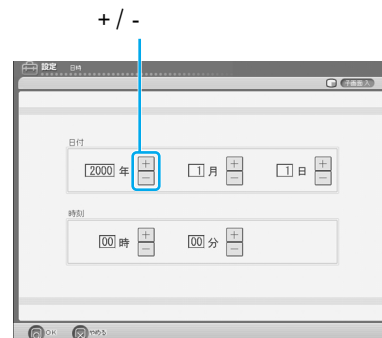 + / -
設定 日時
子画面 入
日付
2000 年 + - 1 月 + - 1 日 + -
時刻
00 時 + - 00 分 + -
OK やめる